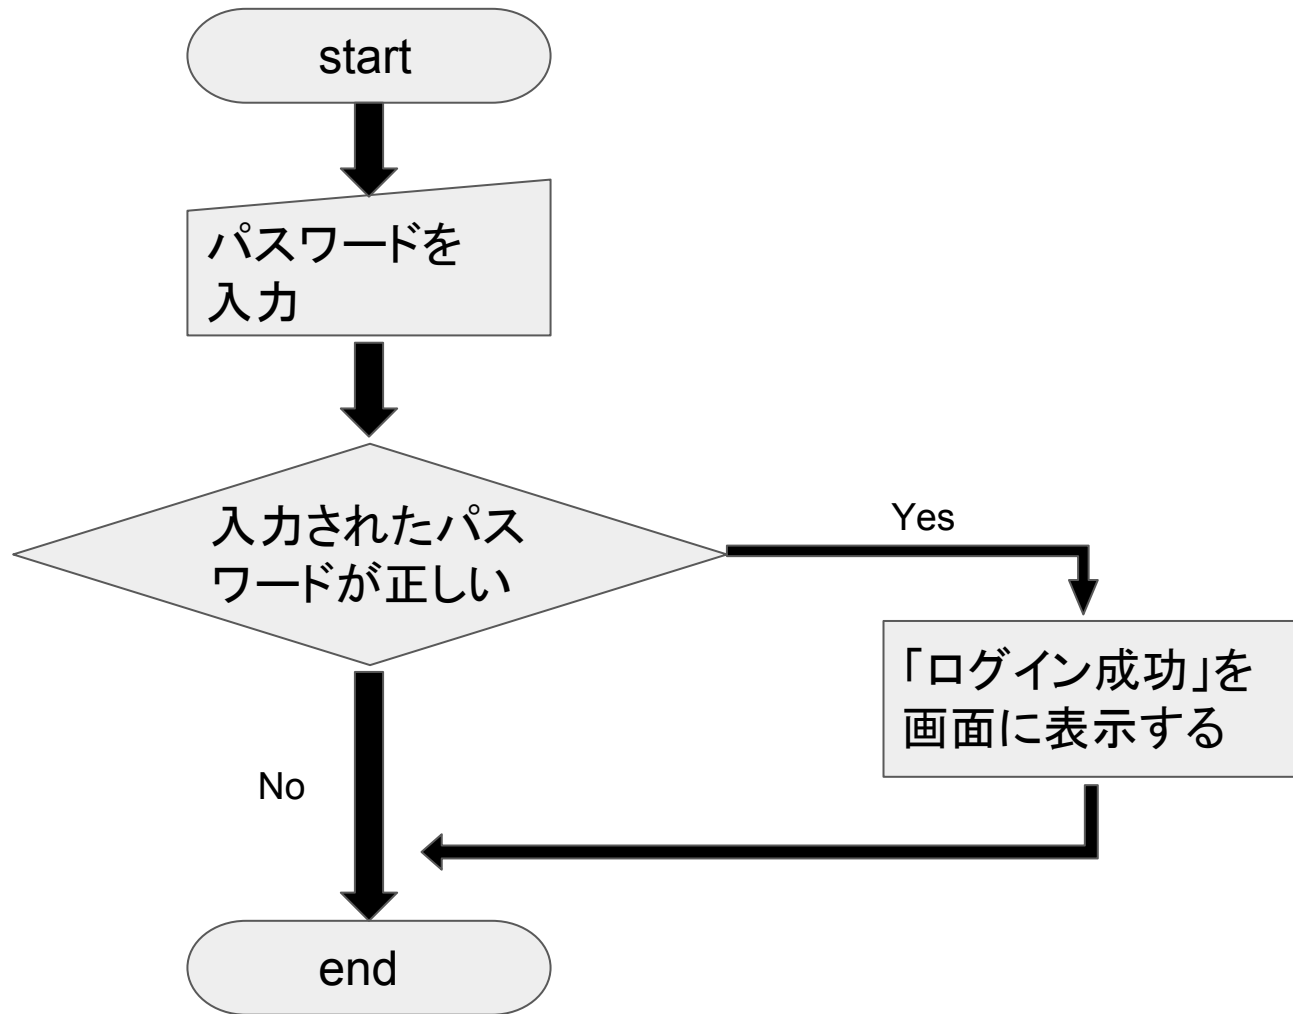 start
パスワードを
入力
入力されたパス
ワードが正しい
Yes
「ログイン成功」を
画面に表示する
No
end